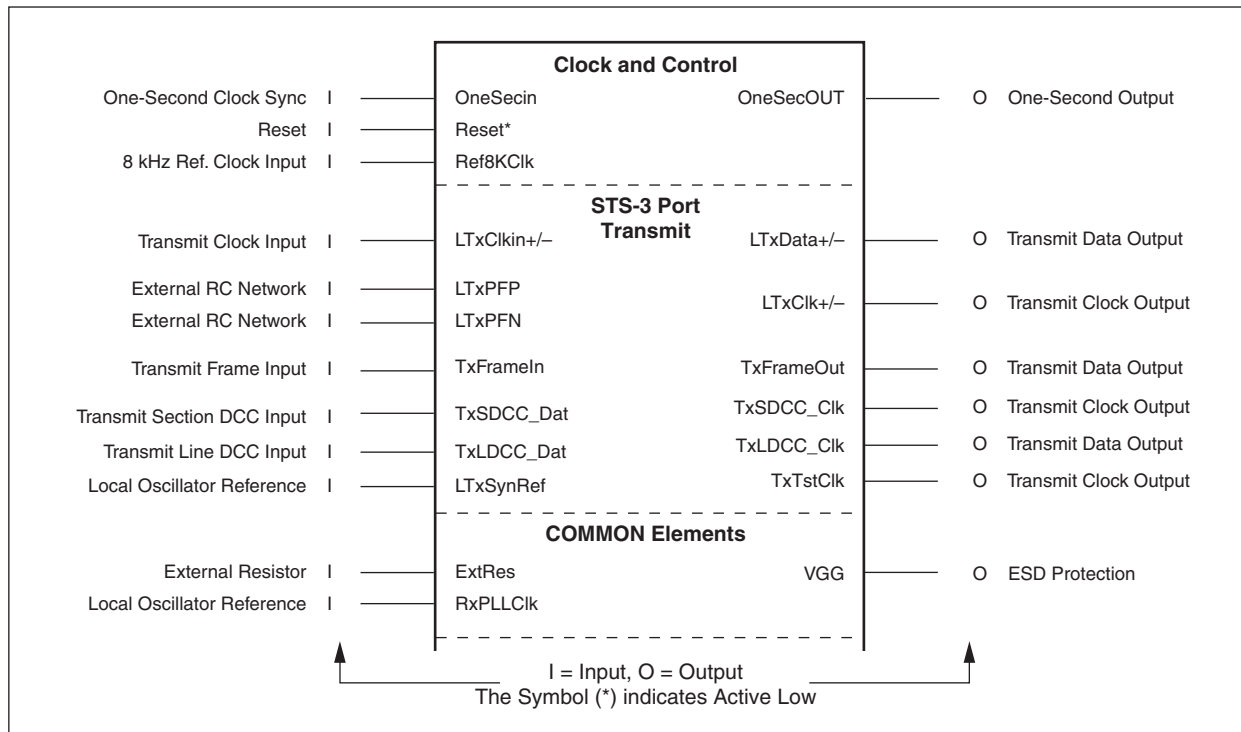 Clock and Control
One-Second Clock Sync I OneSecin OneSecOUT O One-Second Output
Reset I Reset*
8 kHz Ref. Clock Input I Ref8KClk
STS-3 Port
Transmit
Transmit Clock Input I LTxClkin+/– LTxData+/– O Transmit Data Output
External RC Network I LTxPFP
LTxClk+/– O Transmit Clock Output
External RC Network I LTxPFN
Transmit Frame Input I TxFrameIn TxFrameOut O Transmit Data Output
Transmit Section DCC Input I TxSDCC_Dat TxSDCC_Clk O Transmit Clock Output
Transmit Line DCC Input I TxLDCC_Dat TxLDCC_Clk O Transmit Data Output
Local Oscillator Reference I LTxSynRef TxTstClk O Transmit Clock Output
COMMON Elements
External Resistor I ExtRes VGG O ESD Protection
Local Oscillator Reference I RxPLLClk
I = Input, O = Output
The Symbol (*) indicates Active Low